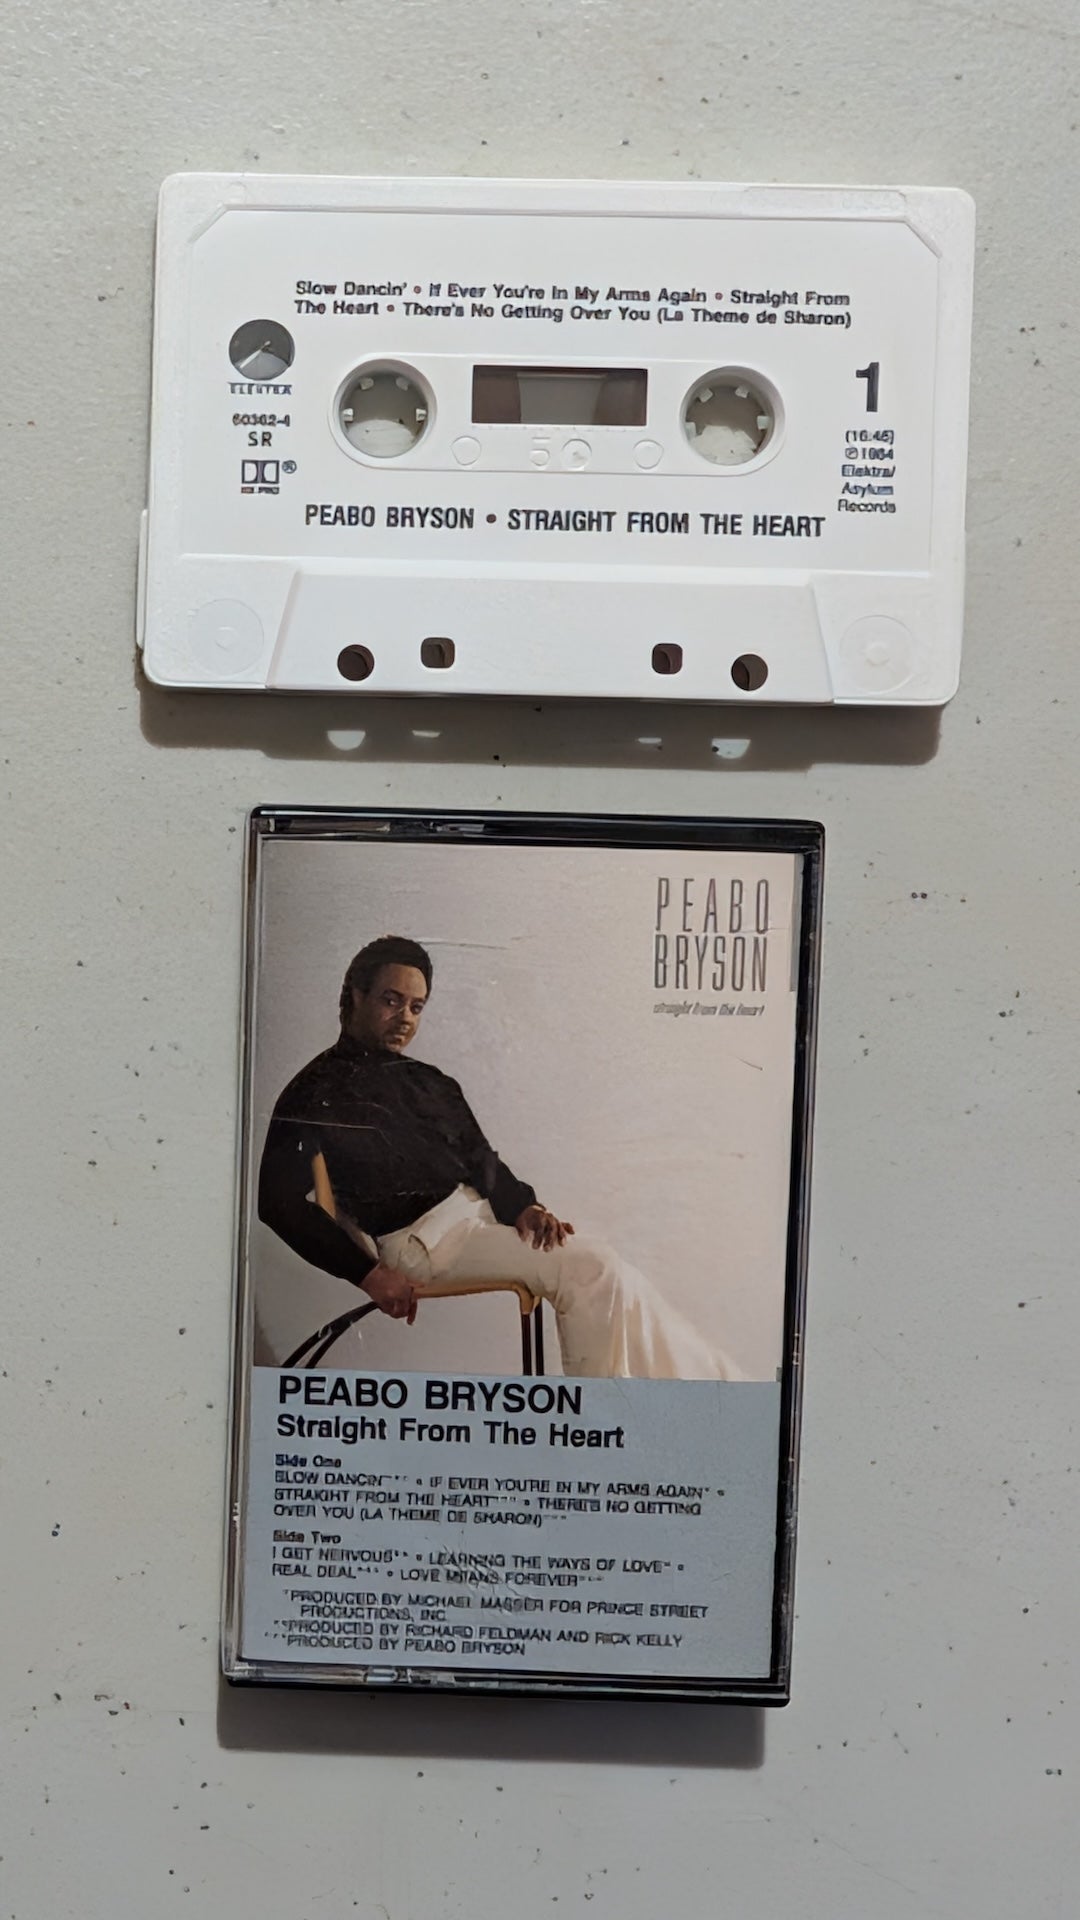 Slow Dancin' • If Ever You're In My Arms Again • Straight From
The Heart • There's No Getting Over You (La Theme de Sharon)
ELEKTRA
60362-4
SR
1
(16:46)
℗ 1984
Elektra/
Asylum
Records
PEABO BRYSON • STRAIGHT FROM THE HEART
PEABO
BRYSON
straight from the heart
PEABO BRYSON
Straight From The Heart
Side One
SLOW DANCIN'*** • IF EVER YOU'RE IN MY ARMS AGAIN* •
STRAIGHT FROM THE HEART*** • THERE'S NO GETTING
OVER YOU (LA THEME DE SHARON)***
Side Two
I GET NERVOUS** • LEARNING THE WAYS OF LOVE* •
REAL DEAL*** • LOVE MEANS FOREVER***
*PRODUCED BY MICHAEL MASSER FOR PRINCE STREET
PRODUCTIONS, INC.
**PRODUCED BY RICHARD FELDMAN AND RICK KELLY
***PRODUCED BY PEABO BRYSON